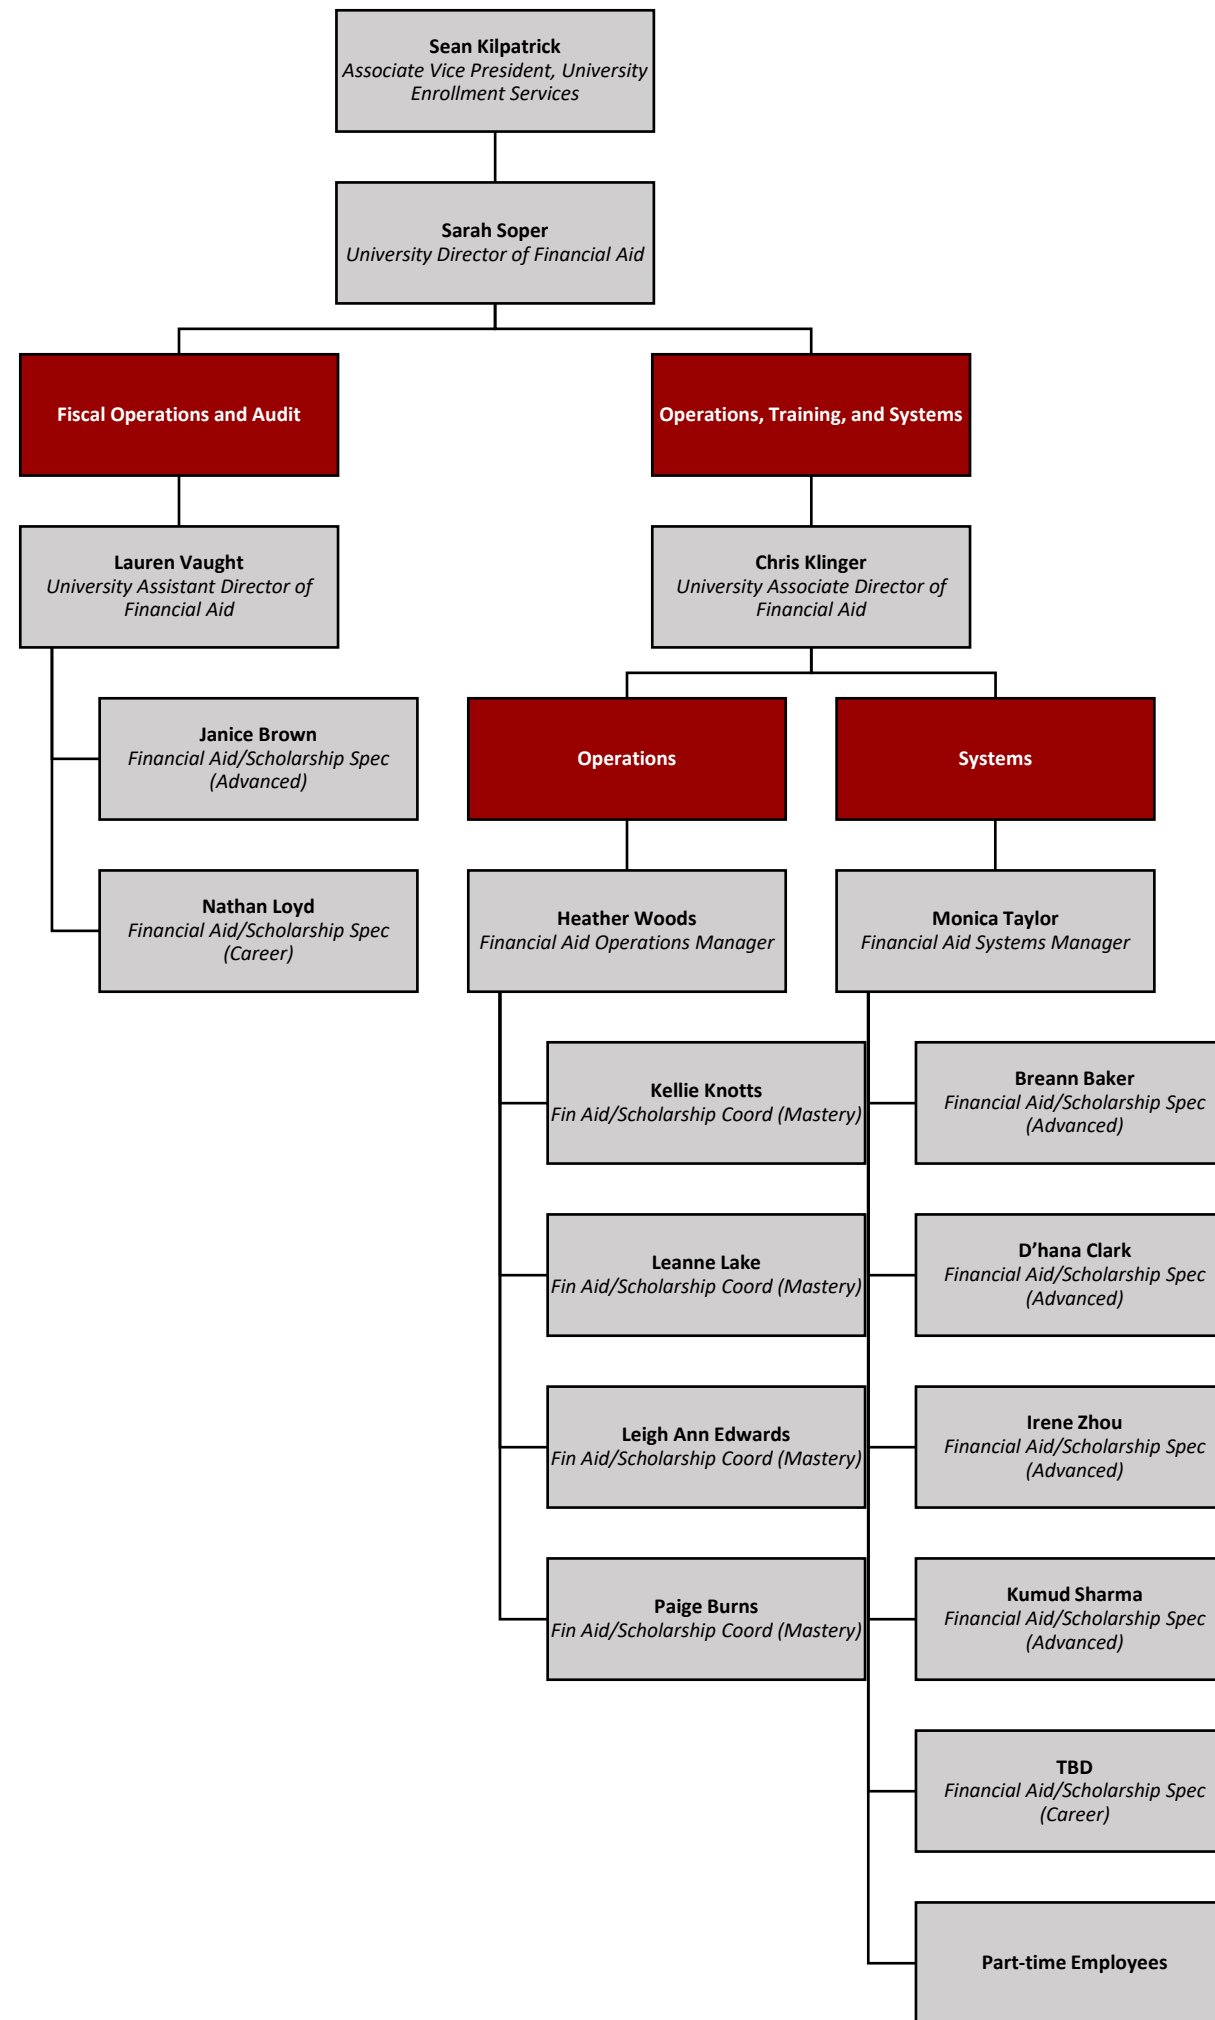 Sean Kilpatrick
Associate Vice President, University
Enrollment Services
Sarah Soper
University Director of Financial Aid
Fiscal Operations and Audit
Operations, Training, and Systems
Lauren Vaught
University Assistant Director of
Financial Aid
Chris Klinger
University Associate Director of
Financial Aid
Janice Brown
Financial Aid/Scholarship Spec
(Advanced)
Operations
Systems
Nathan Loyd
Financial Aid/Scholarship Spec
(Career)
Heather Woods
Financial Aid Operations Manager
Monica Taylor
Financial Aid Systems Manager
Kellie Knotts
Fin Aid/Scholarship Coord (Mastery)
Breann Baker
Financial Aid/Scholarship Spec
(Advanced)
Leanne Lake
Fin Aid/Scholarship Coord (Mastery)
D’hana Clark
Financial Aid/Scholarship Spec
(Advanced)
Leigh Ann Edwards
Fin Aid/Scholarship Coord (Mastery)
Irene Zhou
Financial Aid/Scholarship Spec
(Advanced)
Paige Burns
Fin Aid/Scholarship Coord (Mastery)
Kumud Sharma
Financial Aid/Scholarship Spec
(Advanced)
TBD
Financial Aid/Scholarship Spec
(Career)
Part-time Employees